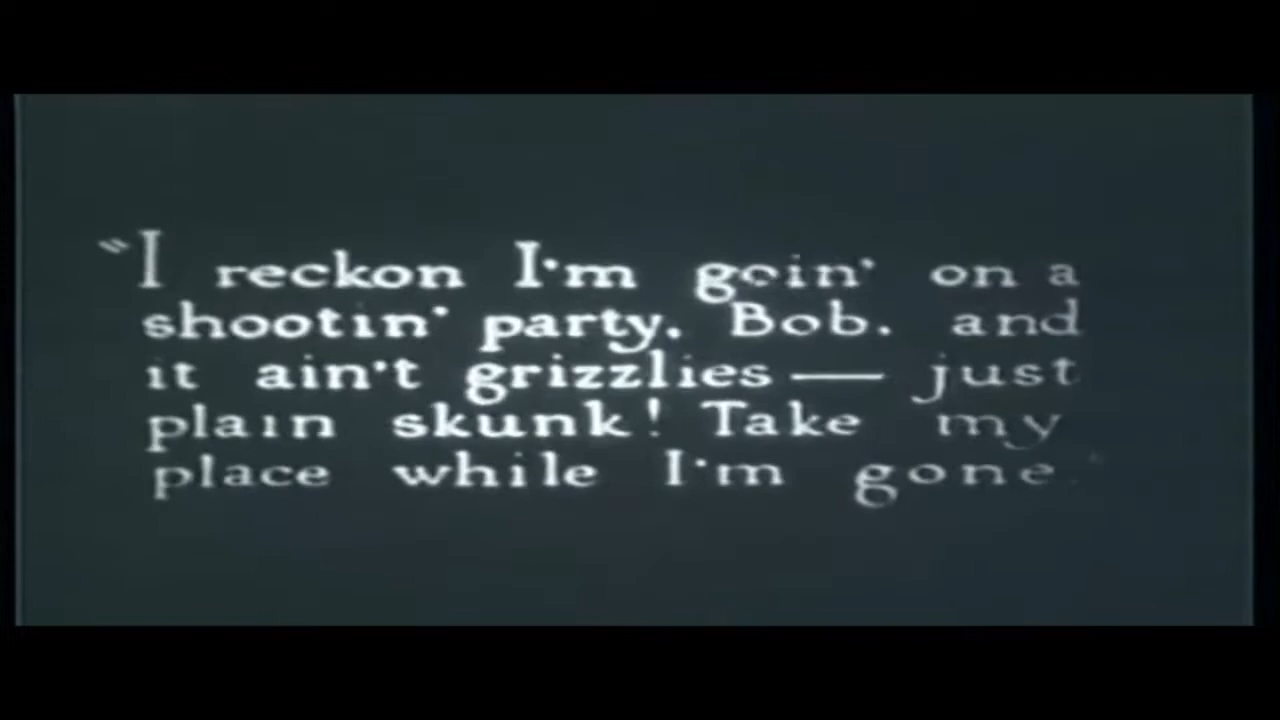 "I reckon I'm goin' on a
shootin' party, Bob, and
it ain't grizzlies — just
plain skunk! Take my
place while I'm gone."